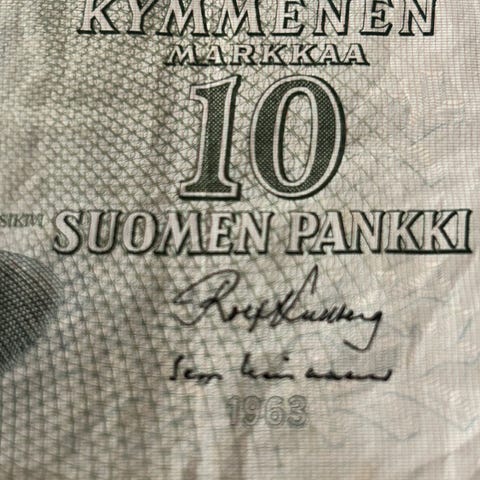 KYMMENEN
MARKKAA
10
SUOMEN PANKKI
1963